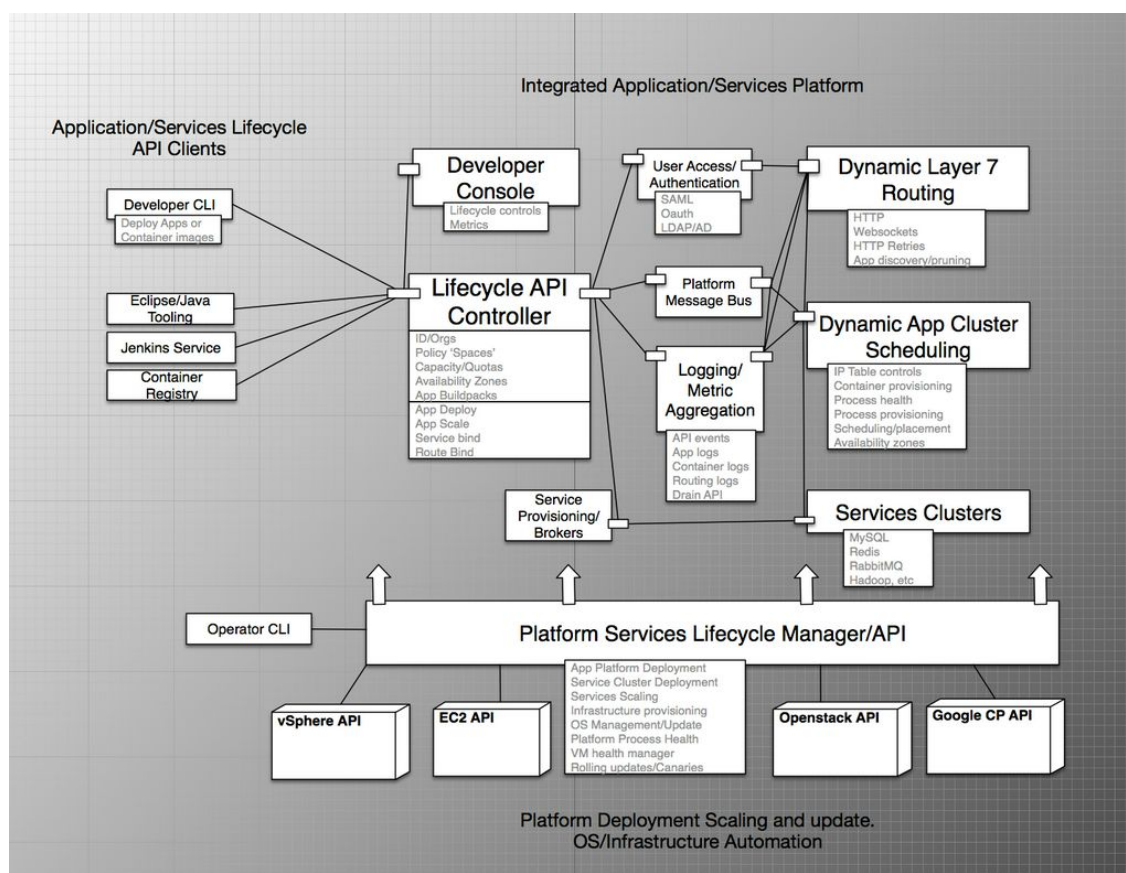 Integrated Application/Services Platform
Application/Services Lifecycle
API Clients
Developer CLI
Deploy Apps or
Container images
Eclipse/Java
Tooling
Jenkins Service
Container
Registry
Developer
Console
Lifecycle controls
Metrics
Lifecycle API
Controller
ID/Orgs
Policy ‘Spaces’
Capacity/Quotas
Availability Zones
App Buildpacks
App Deploy
App Scale
Service bind
Route Bind
User Access/
Authentication
SAML
Oauth
LDAP/AD
Platform
Message Bus
Logging/
Metric
Aggregation
API events
App logs
Container logs
Routing logs
Drain API
Service
Provisioning/
Brokers
Dynamic Layer 7
Routing
HTTP
Websockets
HTTP Retries
App discovery/pruning
Dynamic App Cluster
Scheduling
IP Table controls
Container provisioning
Process health
Process provisioning
Scheduling/placement
Availability zones
Services Clusters
MySQL
Redis
RabbitMQ
Hadoop, etc
Operator CLI
Platform Services Lifecycle Manager/API
App Platform Deployment
Service Cluster Deployment
Services Scaling
Infrastructure provisioning
OS Management/Update
Platform Process Health
VM health manager
Rolling updates/Canaries
vSphere API
EC2 API
Openstack API
Google CP API
Platform Deployment Scaling and update.
OS/Infrastructure Automation